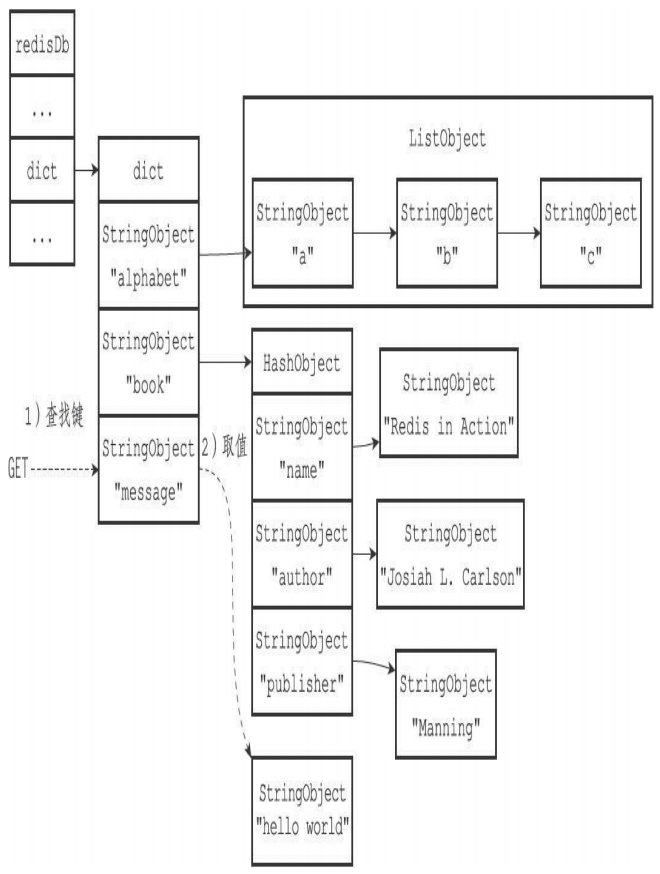 redisDb
...
dict
...
dict
StringObject
"alphabet"
StringObject
"book"
StringObject
"message"
1）查找键
GET
2）取值
ListObject
StringObject
"a"
StringObject
"b"
StringObject
"c"
HashObject
StringObject
"name"
StringObject
"author"
StringObject
"publisher"
StringObject
"Redis in Action"
StringObject
"Josiah L. Carlson"
StringObject
"Manning"
StringObject
"hello world"